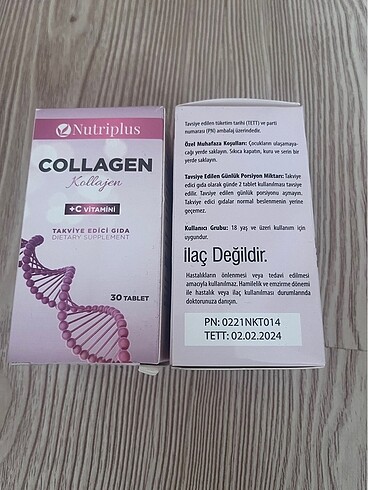 Nutriplus
COLLAGEN
Kollajen
+C VİTAMİNİ
TAKVİYE EDİCİ GIDA
DIETARY SUPPLEMENT
30 TABLET
Tavsiye edilen tüketim tarihi (TETT) ve parti
numarası (PN) ambalaj üzerindedir.
Özel Muhafaza Koşulları: Çocukların ulaşamaya-
cağı yerde saklayın. Sıkıca kapatın, kuru ve serin bir
yerde saklayın.
Tavsiye Edilen Günlük Porsiyon Miktarı: Takviye
edici gıda olarak günde 2 tablet kullanılması tavsiye
edilir. Tavsiye edilen günlük porsiyonu aşmayın.
Takviye edici gıdalar normal beslenmenin yerine
geçemez.
Kullanıcı Grubu: 18 yaş ve üzeri kullanım için
uygundur.
İlaç Değildir.
Hastalıkların önlenmesi veya tedavi edilmesi
amacıyla kullanılmaz. Hamilelik ve emzirme dönemi
ile hastalık veya ilaç kullanılması durumlarında
doktorunuza danışın.
PN: 0221NKT014
TETT: 02.02.2024